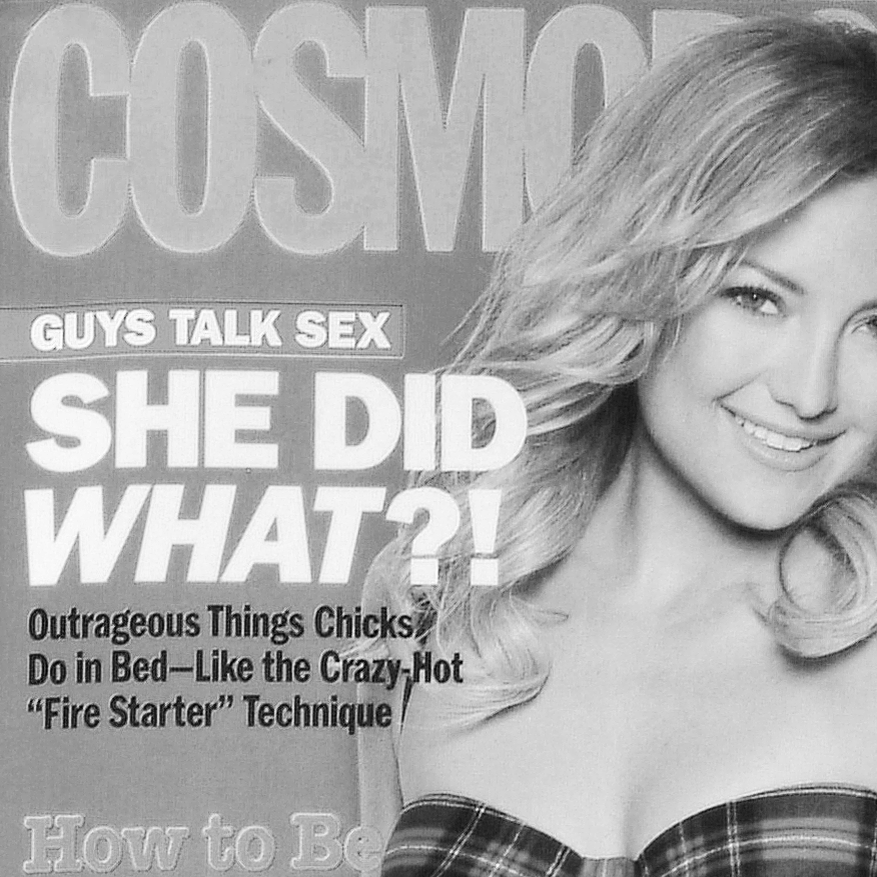 COSMO
GUYS TALK SEX
SHE DID
WHAT?!
Outrageous Things Chicks
Do in Bed—Like the Crazy-Hot
“Fire Starter” Technique
How to Be